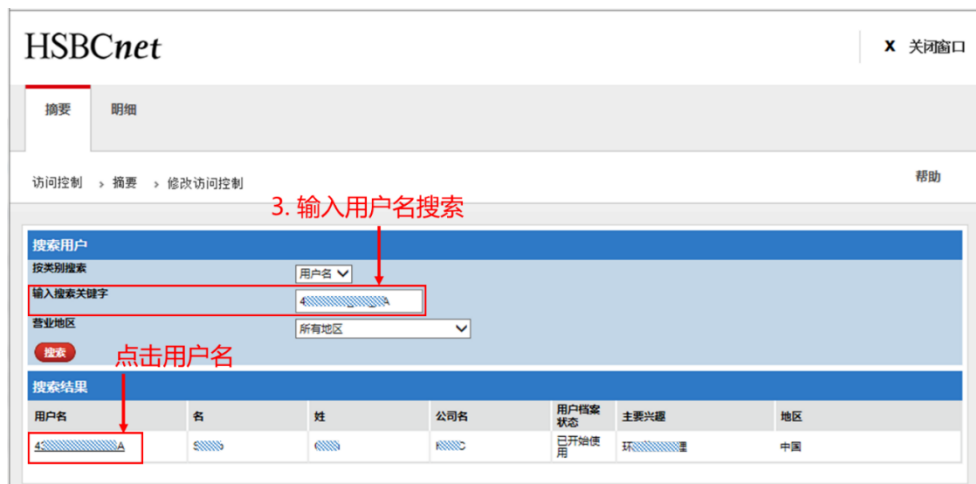 HSBCnet
X 关闭窗口
摘要 明细
访问控制 > 摘要 > 修改访问控制 帮助
3. 输入用户名搜索
搜索用户
按类别搜索 用户名
输入搜索关键字
营业地区 所有地区
搜索
点击用户名
搜索结果
用户名 名 姓 公司名 用户档案状态 主要兴趣 地区
已开始使用 中国